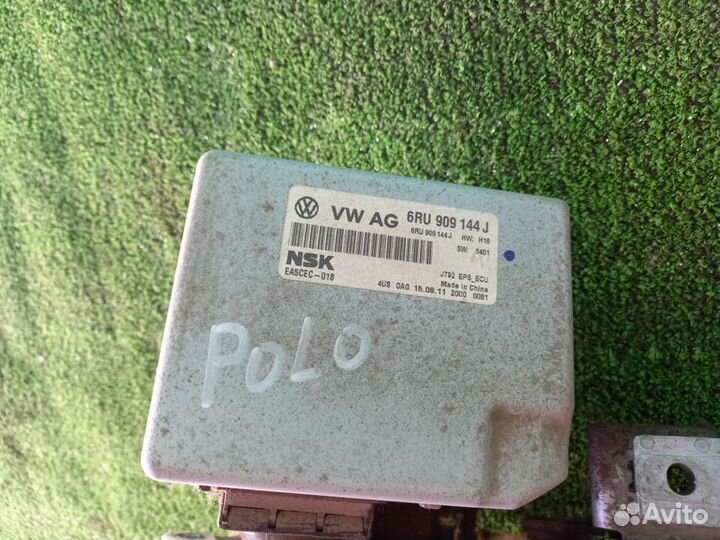 VW AG 6RU 909 144 J
6RU 909 144 J HW: H16
SW: 0401
NSK
EA5CEC-018
J792 EPS_ECU
Made in China
4US 0AG 16.08.11 2000 0081
POLO
Avito